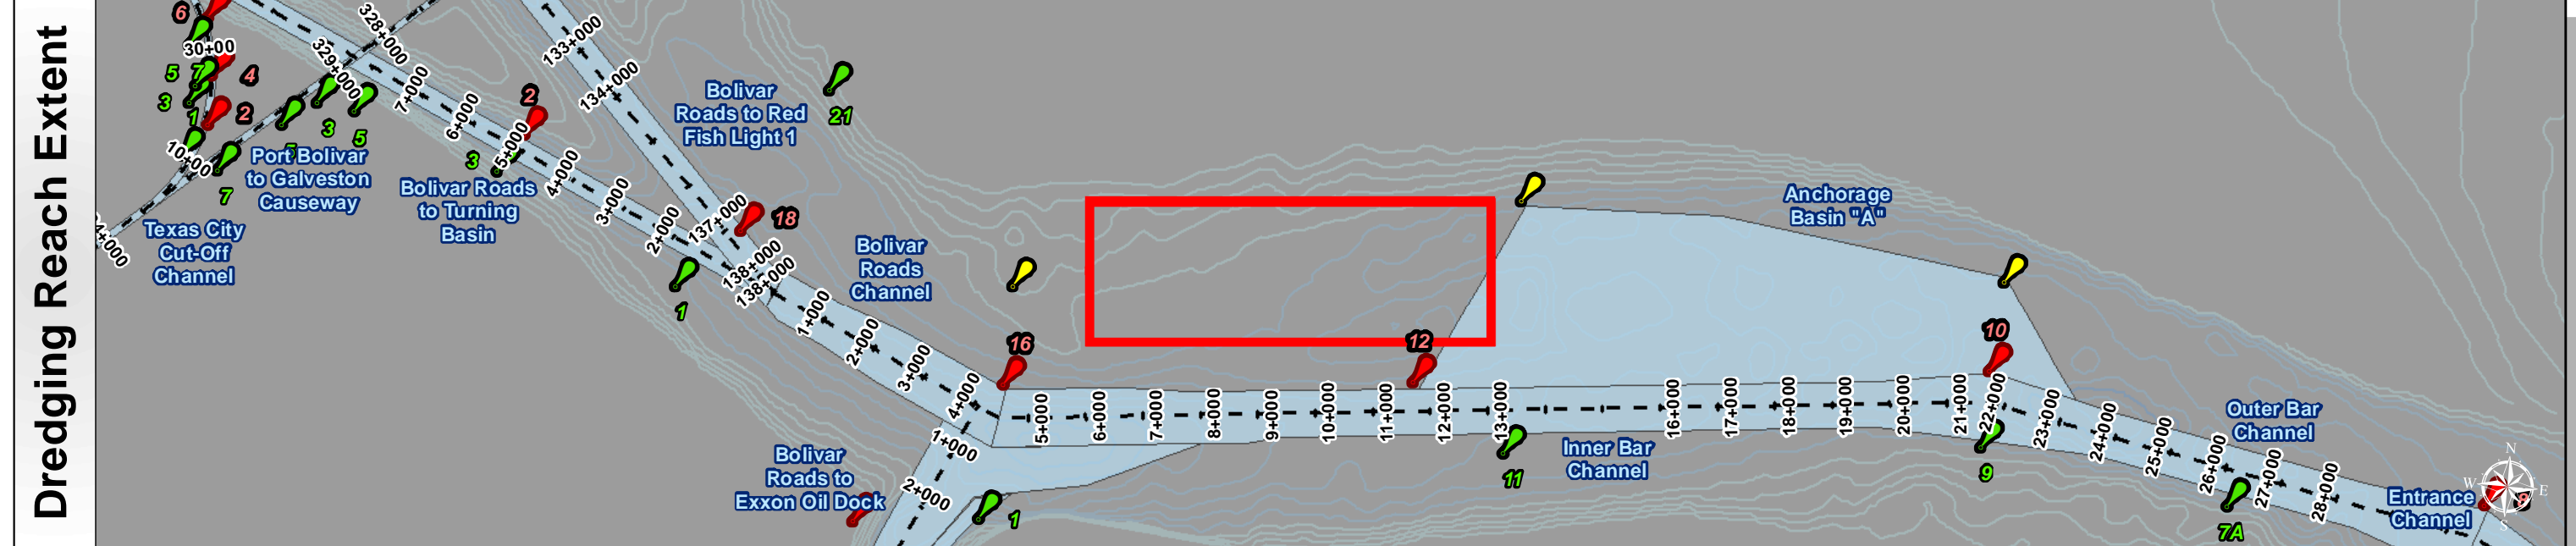 Dredging Reach Extent
6
30+00
5
7
4
3
1
2
10+00
7
4+000
328+000
329+000
7+000
6+000
5+000
4+000
3+000
2+000
3
5
2
3
133+000
134+000
137+000
138+000
138+000
Port Bolivar
to Galveston
Causeway
Texas City
Cut-Off
Channel
Bolivar Roads
to Turning
Basin
Bolivar
Roads to Red
Fish Light 1
21
18
1
Bolivar
Roads
Channel
1+000
2+000
3+000
4+000
16
12
10
Anchorage
Basin "A"
5+000
6+000
7+000
8+000
9+000
10+000
11+000
12+000
13+000
16+000
17+000
18+000
19+000
20+000
21+000
22+000
23+000
24+000
25+000
26+000
27+000
28+000
1+000
2+000
Bolivar
Roads to
Exxon Oil Dock
1
11
Inner Bar
Channel
9
Outer Bar
Channel
7A
Entrance
Channel
N
W
E
S
8